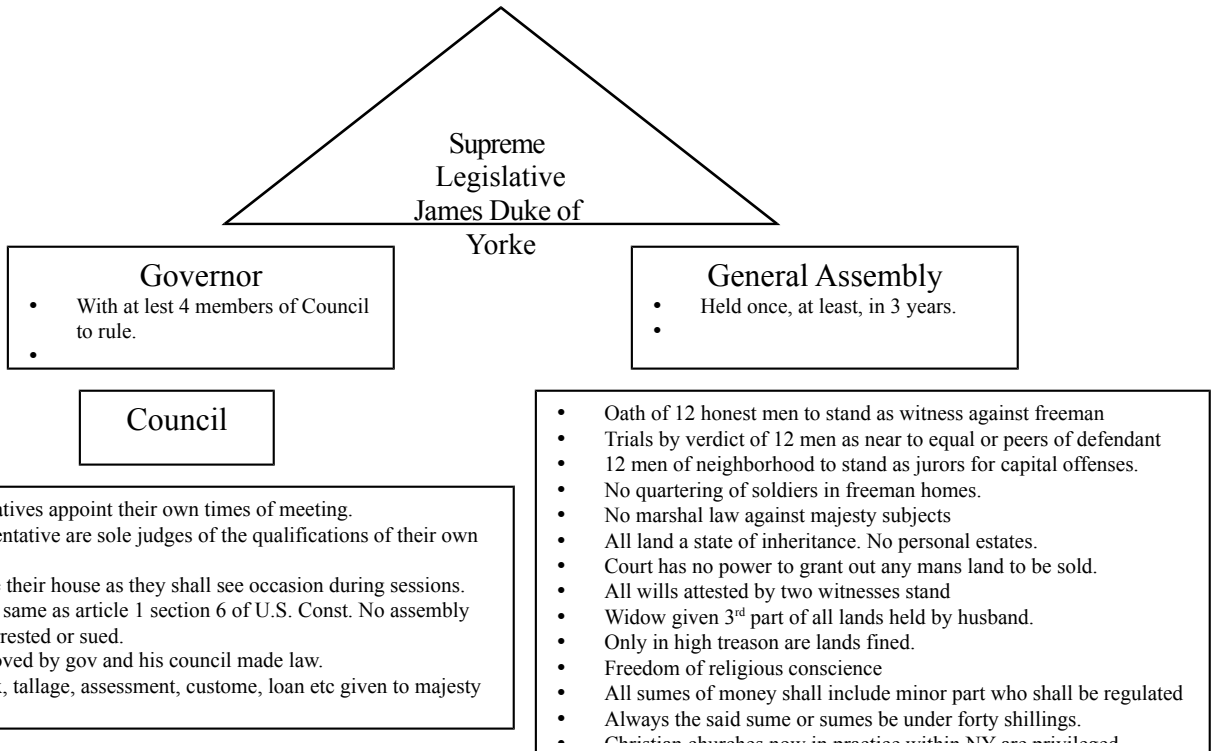 Supreme
Legislative
James Duke of
Yorke
Governor
• With at lest 4 members of Council
to rule.
•
General Assembly
• Held once, at least, in 3 years.
•
Council
atives appoint their own times of meeting.
entative are sole judges of the qualifications of their own
e their house as they shall see occasion during sessions.
same as article 1 section 6 of U.S. Const. No assembly
rested or sued.
oved by gov and his council made law.
, tallage, assessment, custome, loan etc given to majesty
• Oath of 12 honest men to stand as witness against freeman
• Trials by verdict of 12 men as near to equal or peers of defendant
• 12 men of neighborhood to stand as jurors for capital offenses.
• No quartering of soldiers in freeman homes.
• No marshal law against majesty subjects
• All land a state of inheritance. No personal estates.
• Court has no power to grant out any mans land to be sold.
• All wills attested by two witnesses stand
• Widow given 3rd part of all lands held by husband.
• Only in high treason are lands fined.
• Freedom of religious conscience
• All sumes of money shall include minor part who shall be regulated
• Always the said sume or sumes be under forty shillings.
• Christian churches now in practice within NY are privileged